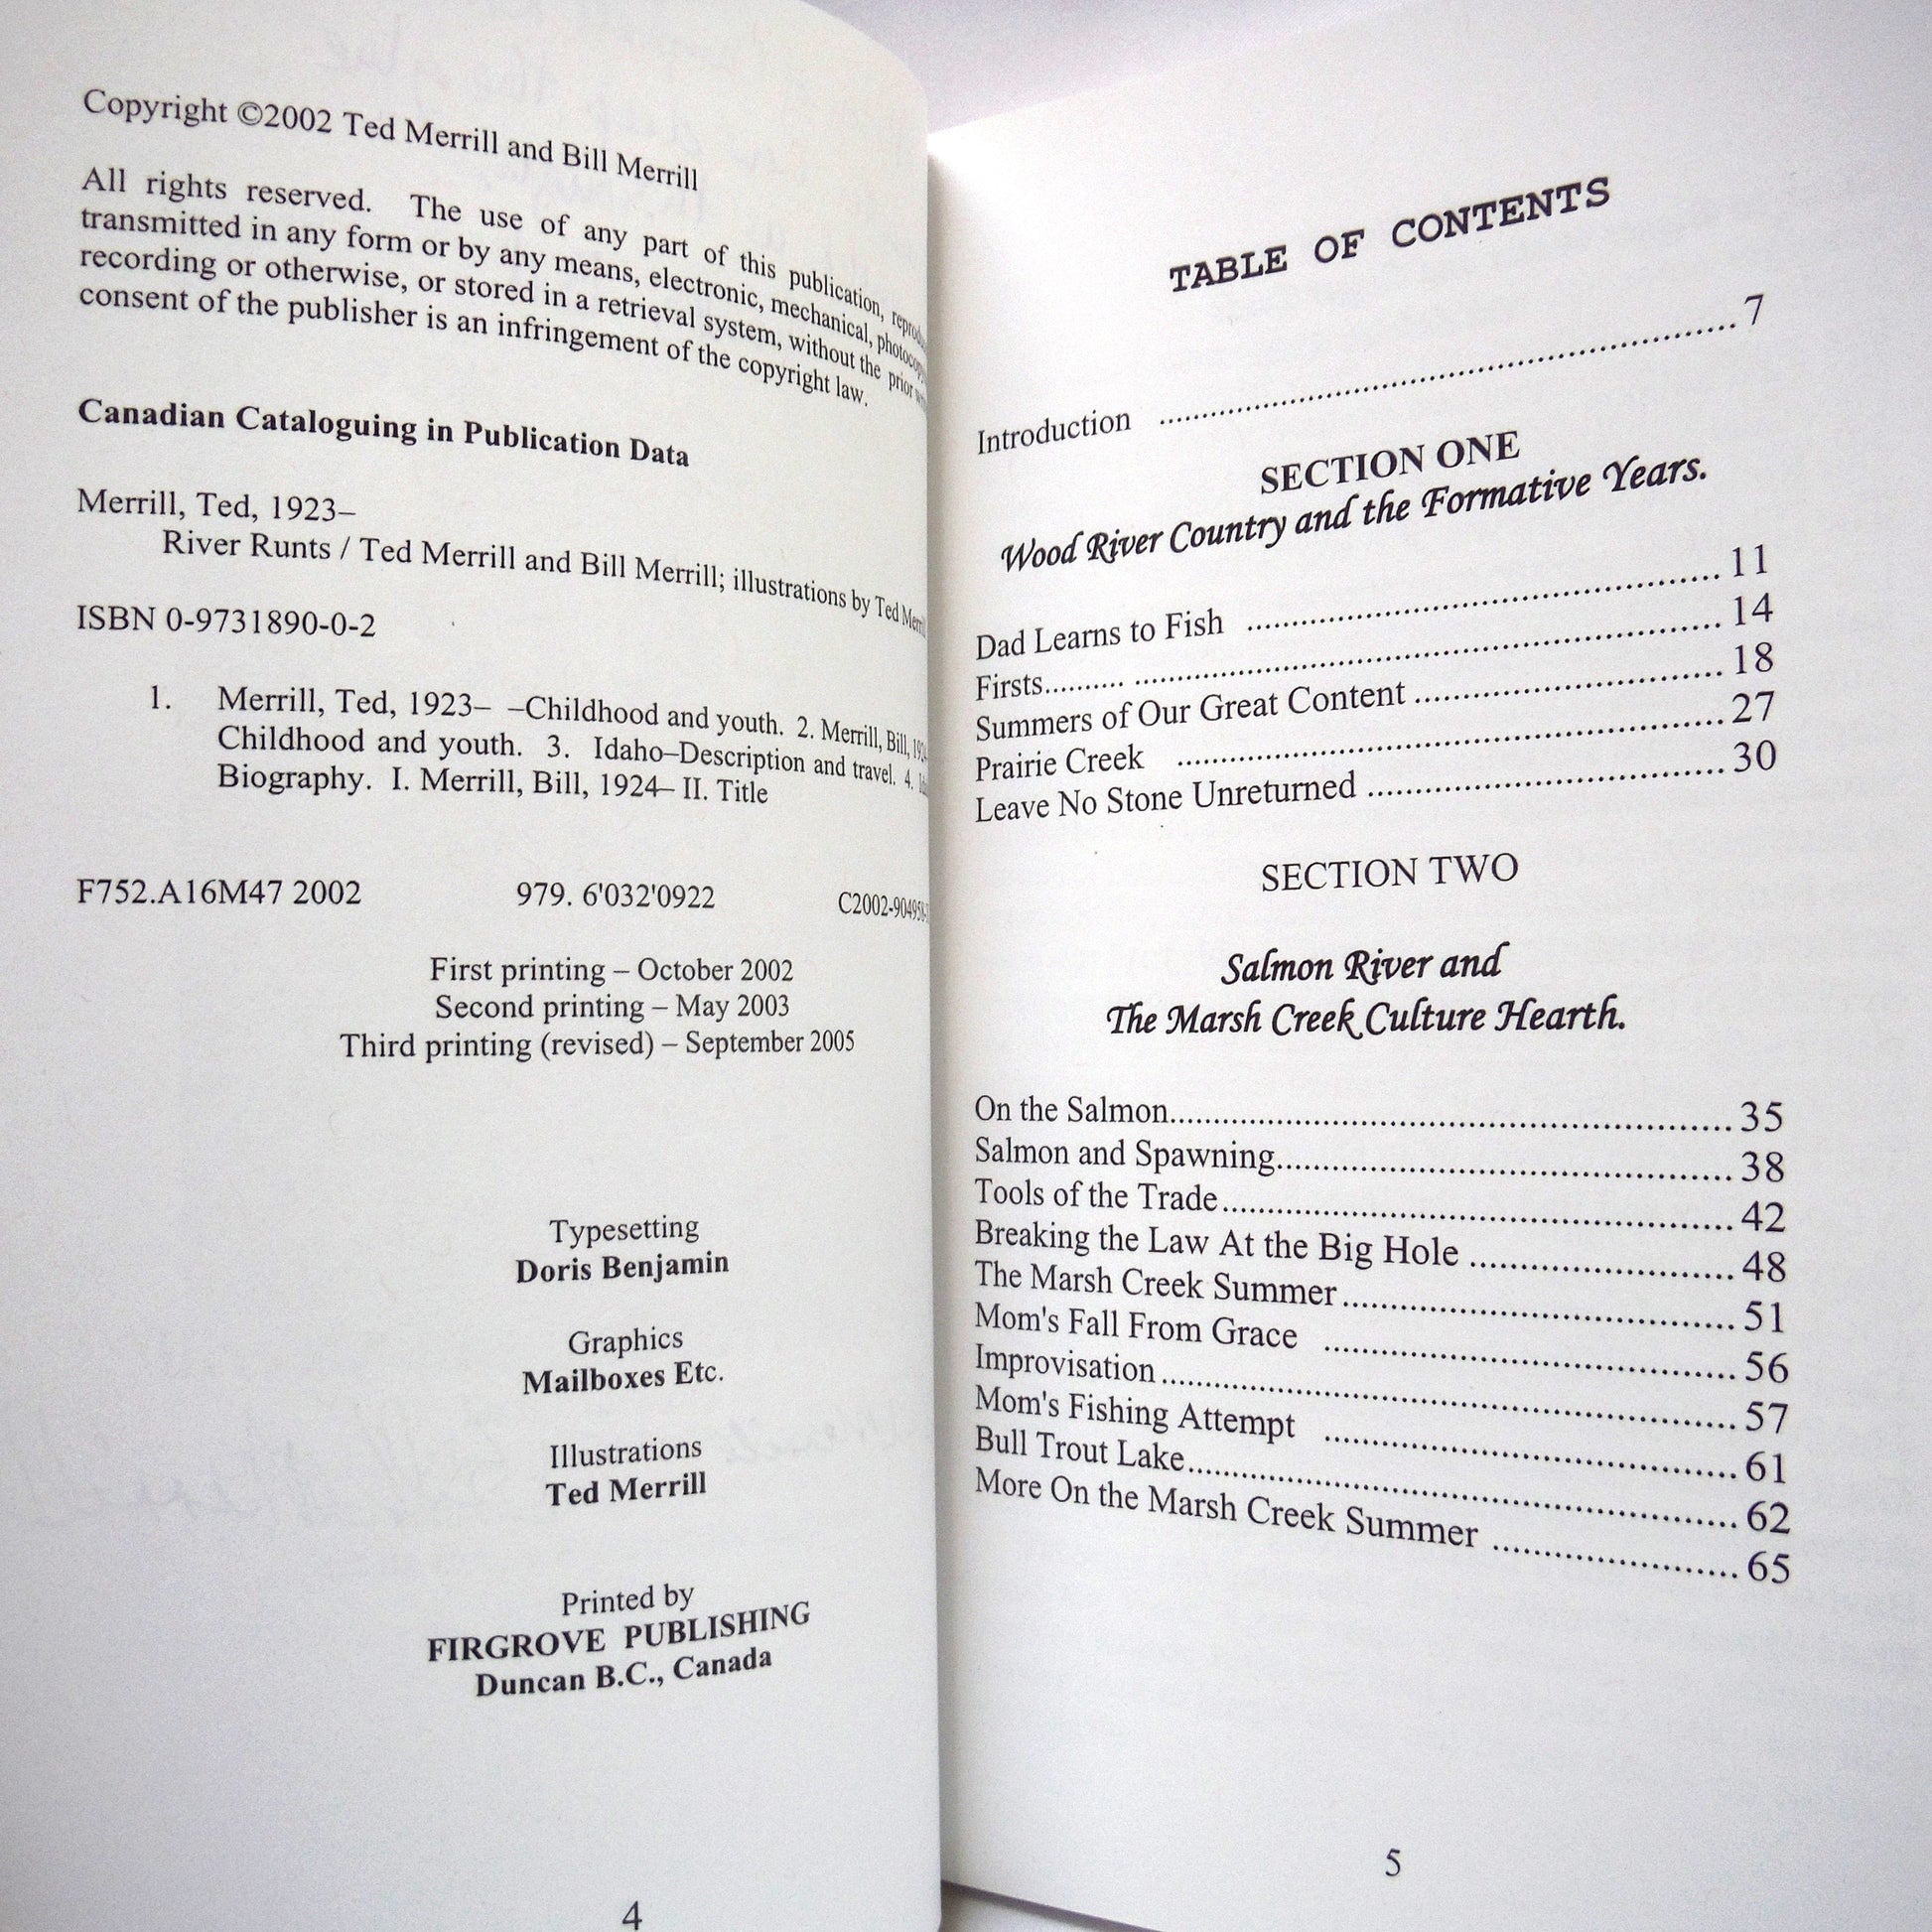 Copyright ©2002 Ted Merrill and Bill Merrill
All rights reserved. The use of any part of this publication,
transmitted in any form or by any means, electronic, mechanical,
recording or otherwise, or stored in a retrieval system, without the prior
consent of the publisher is an infringement of the copyright law.
Canadian Cataloguing in Publication Data
Merrill, Ted, 1923–
River Runts / Ted Merrill and Bill Merrill; illustrations by Ted
ISBN 0-9731890-0-2
1. Merrill, Ted, 1923– –Childhood and youth. 2. Merrill, Bill,
Childhood and youth. 3. Idaho–Description and travel. 4.
Biography. I. Merrill, Bill, 1924– II. Title
F752.A16M47 2002 979. 6'032'0922
First printing – October 2002
Second printing – May 2003
Third printing (revised) – September 2005
Typesetting
Doris Benjamin
Graphics
Mailboxes Etc.
Illustrations
Ted Merrill
Printed by
FIRGROVE PUBLISHING
Duncan B.C., Canada
4
TABLE OF CONTENTS
Introduction ........................................ 7
SECTION ONE
Wood River Country and the Formative Years.
Dad Learns to Fish ........................................ 11
Firsts.......... ........................................ 14
Summers of Our Great Content ........................................ 18
Prairie Creek ........................................ 27
Leave No Stone Unreturned ........................................ 30
SECTION TWO
Salmon River and
The Marsh Creek Culture Hearth.
On the Salmon........................................ 35
Salmon and Spawning........................................ 38
Tools of the Trade........................................ 42
Breaking the Law At the Big Hole ........................................ 48
The Marsh Creek Summer........................................ 51
Mom's Fall From Grace ........................................ 56
Improvisation........................................ 57
Mom's Fishing Attempt ........................................ 61
Bull Trout Lake........................................ 62
More On the Marsh Creek Summer ........................................ 65
5